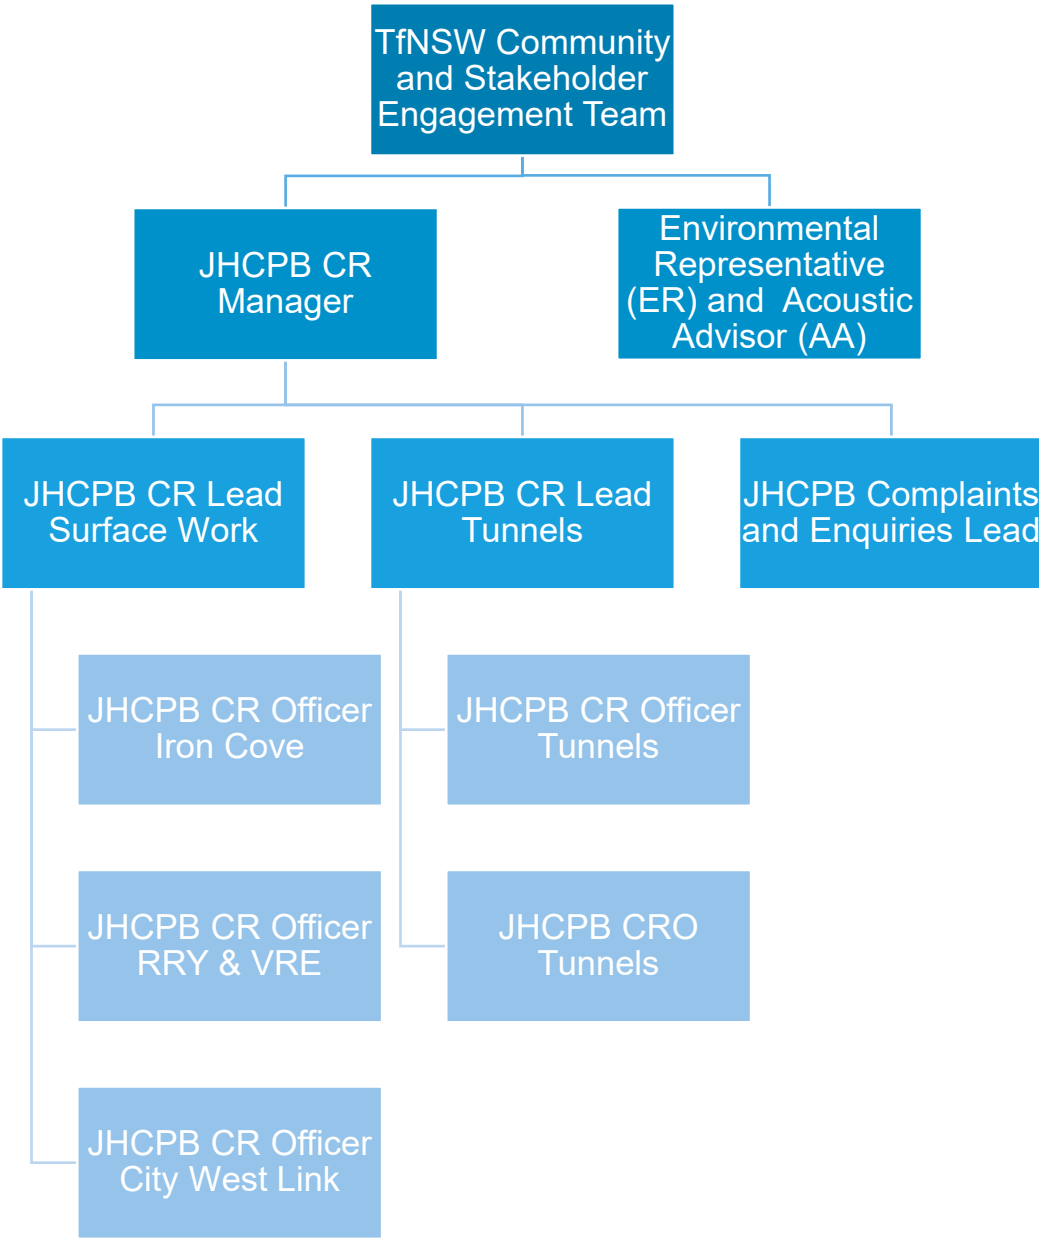 TfNSW Community
and Stakeholder
Engagement Team
JHCPB CR
Manager
Environmental
Representative
(ER) and  Acoustic
Advisor (AA)
JHCPB CR Lead
Surface Work
JHCPB CR Lead
Tunnels
JHCPB Complaints
and Enquiries Lead
JHCPB CR Officer
Iron Cove
JHCPB CR Officer
Tunnels
JHCPB CR Officer
RRY & VRE
JHCPB CRO
Tunnels
JHCPB CR Officer
City West Link